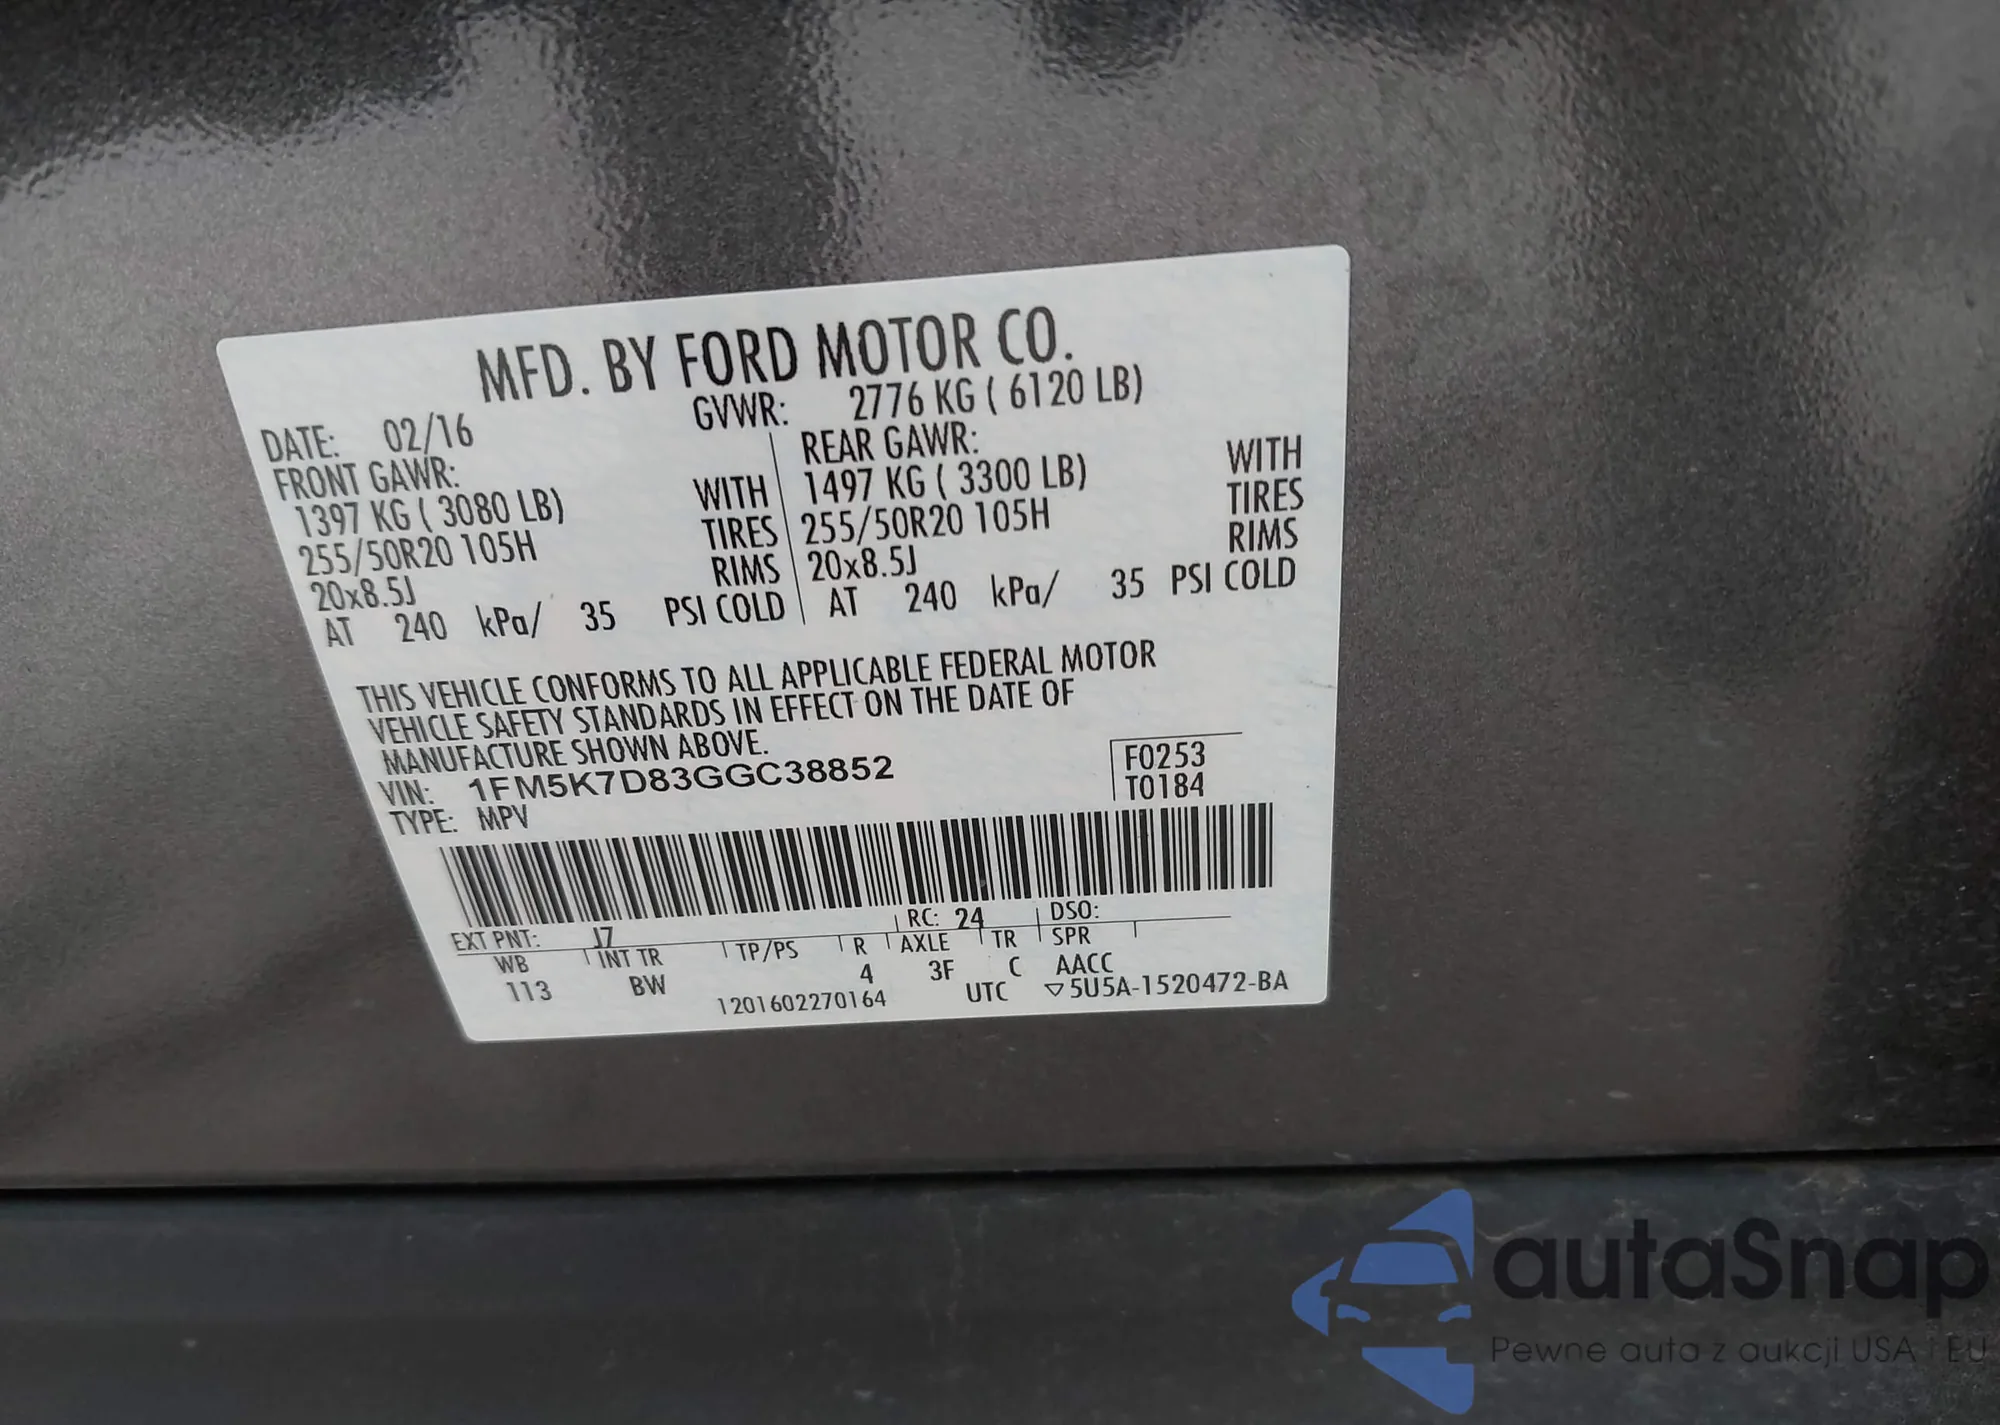 MFD. BY FORD MOTOR CO.
DATE: 02/16 GVWR: 2776 KG ( 6120 LB)
FRONT GAWR: REAR GAWR:
1397 KG ( 3080 LB) WITH 1497 KG ( 3300 LB) WITH
255/50R20 105H TIRES 255/50R20 105H TIRES
20x8.5J RIMS 20x8.5J RIMS
AT 240 kPa/ 35 PSI COLD AT 240 kPa/ 35 PSI COLD
THIS VEHICLE CONFORMS TO ALL APPLICABLE FEDERAL MOTOR
VEHICLE SAFETY STANDARDS IN EFFECT ON THE DATE OF
MANUFACTURE SHOWN ABOVE.
VIN: 1FM5K7D83GGC38852 F0253
TYPE: MPV T0184
EXT PNT: J7 RC: 24 DSO:
WB INT TR TP/PS R AXLE TR SPR
113 BW 4 3F C AACC
1201602270164 UTC ▽5U5A-1520472-BA
autaSnap
Pewne auta z aukcji USA i EU